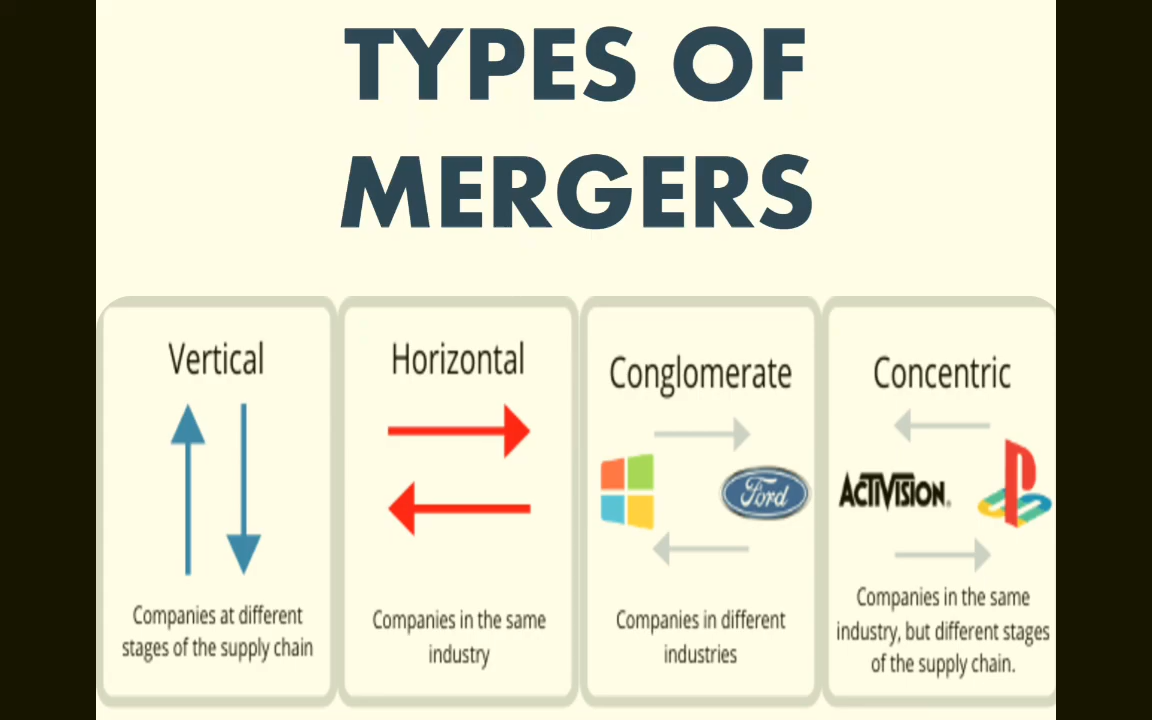 TYPES OF
MERGERS
Vertical
Companies at different
stages of the supply chain
Horizontal
Companies in the same
industry
Conglomerate
Ford
Companies in different
industries
Concentric
ACTIVISION.
Companies in the same
industry, but different stages
of the supply chain.